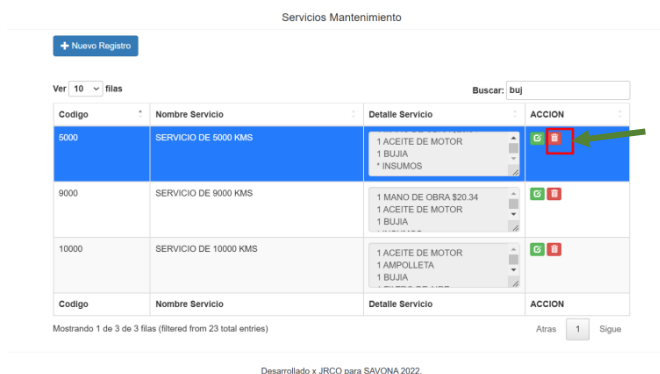 Servicios Mantenimiento
Nuevo Registro
Ver 10 filas
Buscar: buj
Codigo Nombre Servicio Detalle Servicio ACCION
5000 SERVICIO DE 5000 KMS
1 ACEITE DE MOTOR
1 BUJIA
* INSUMOS
9000 SERVICIO DE 9000 KMS
1 MANO DE OBRA $20.34
1 ACEITE DE MOTOR
1 BUJIA
10000 SERVICIO DE 10000 KMS
1 ACEITE DE MOTOR
1 AMPOLLETA
1 BUJIA
Codigo Nombre Servicio Detalle Servicio ACCION
Mostrando 1 de 3 de 3 filas (filtered from 23 total entries)
Atras 1 Sigue
Desarrollado x JRCO para SAVONA 2022.